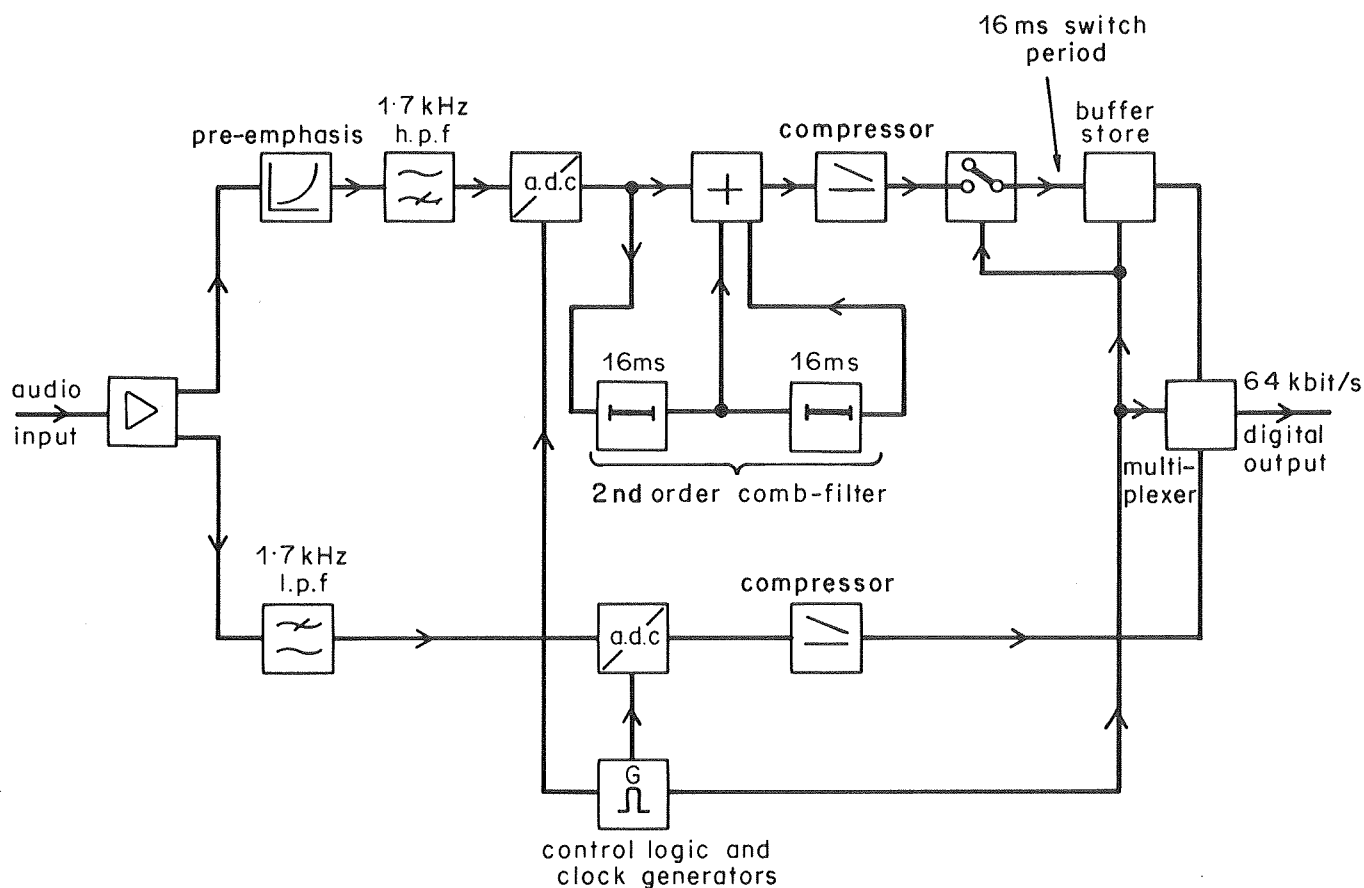 16 ms switch
period
1·7 kHz
h.p.f
pre-emphasis
compressor
buffer
store
a.d.c
+
16ms
16ms
audio
input
64 kbit/s
digital
output
multi-
plexer
2nd order comb-filter
1·7 kHz
l.p.f
compressor
a.d.c
G
control logic and
clock generators